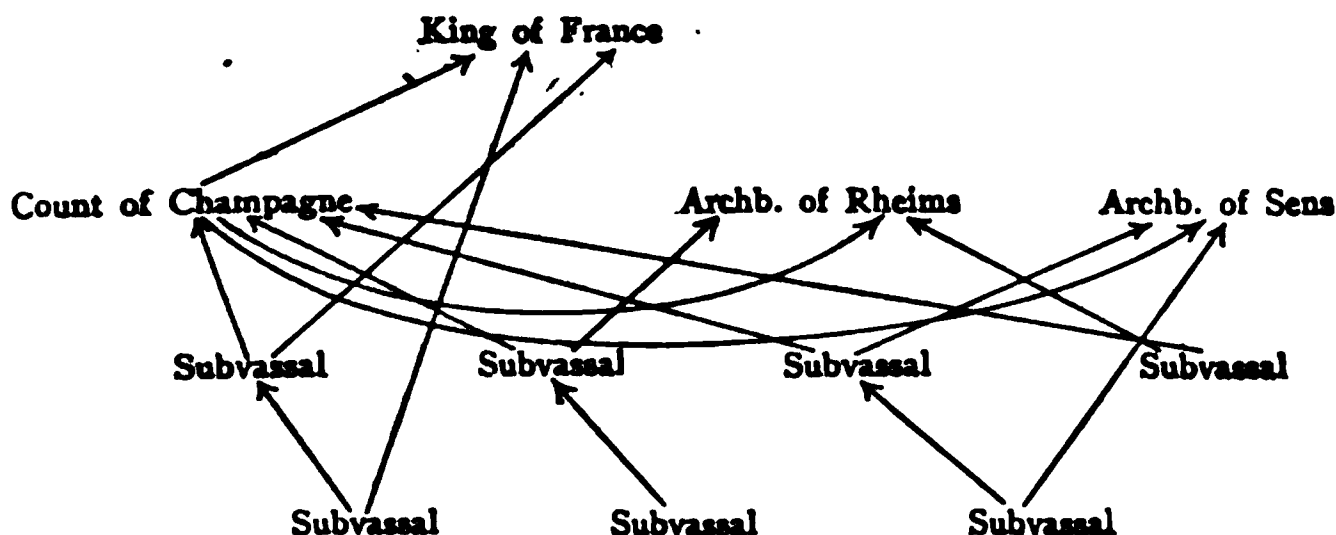 King of France
Count of Champagne Archb. of Rheims Archb. of Sens
Subvassal Subvassal Subvassal Subvassal
Subvassal Subvassal Subvassal